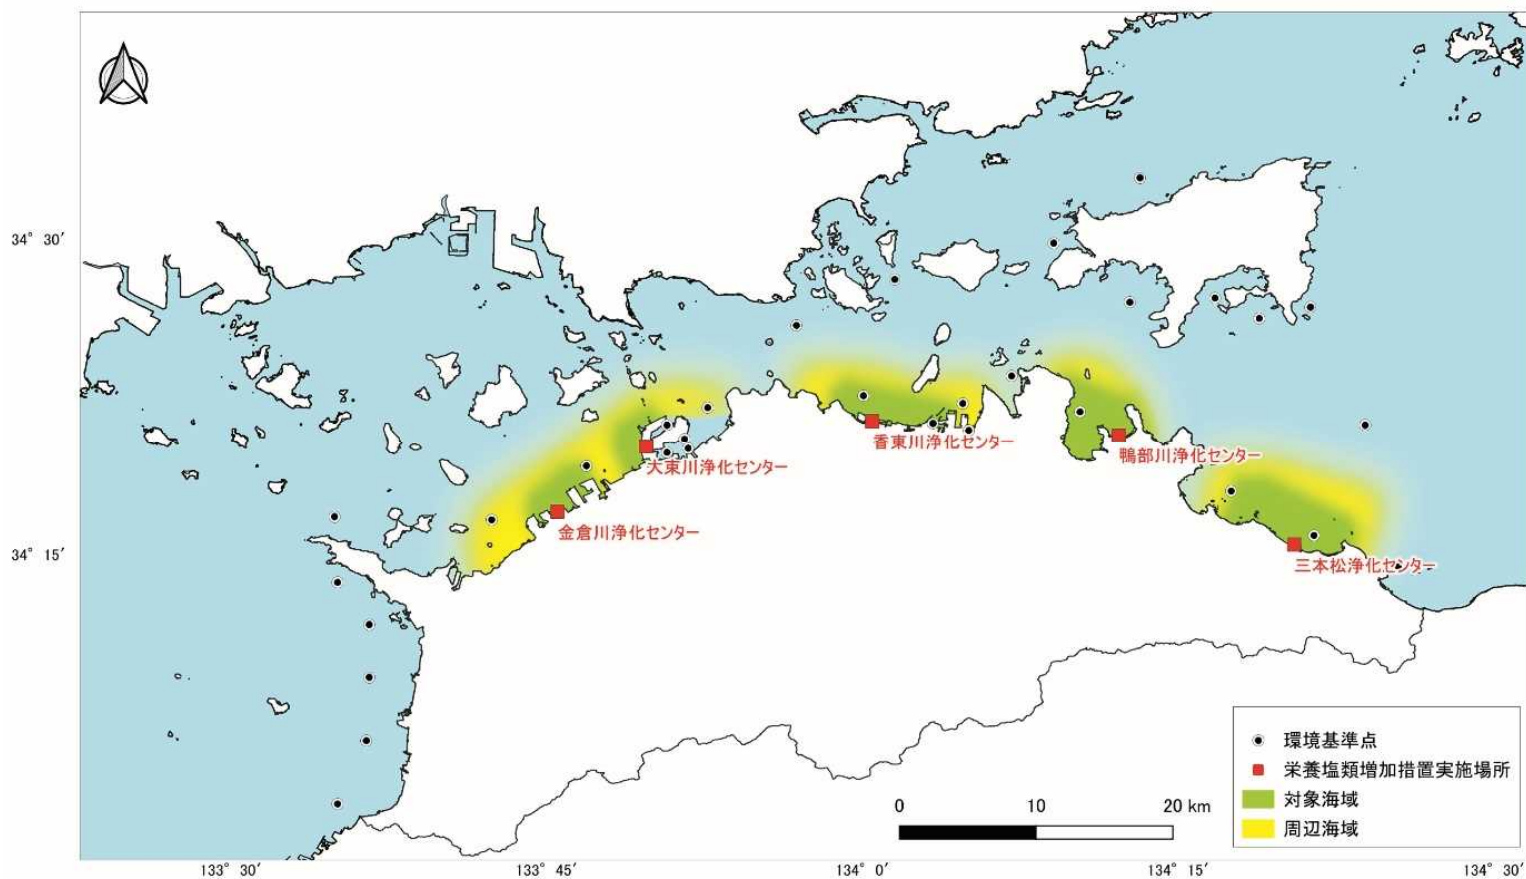 34° 30′
香東川浄化センター
大束川浄化センター
鴨部川浄化センター
金倉川浄化センター
34° 15′
三本松浄化センター
環境基準点
栄養塩類増加措置実施場所
対象海域
周辺海域
0 10 20 km
133° 30′ 133° 45′ 134° 0′ 134° 15′ 134° 30′